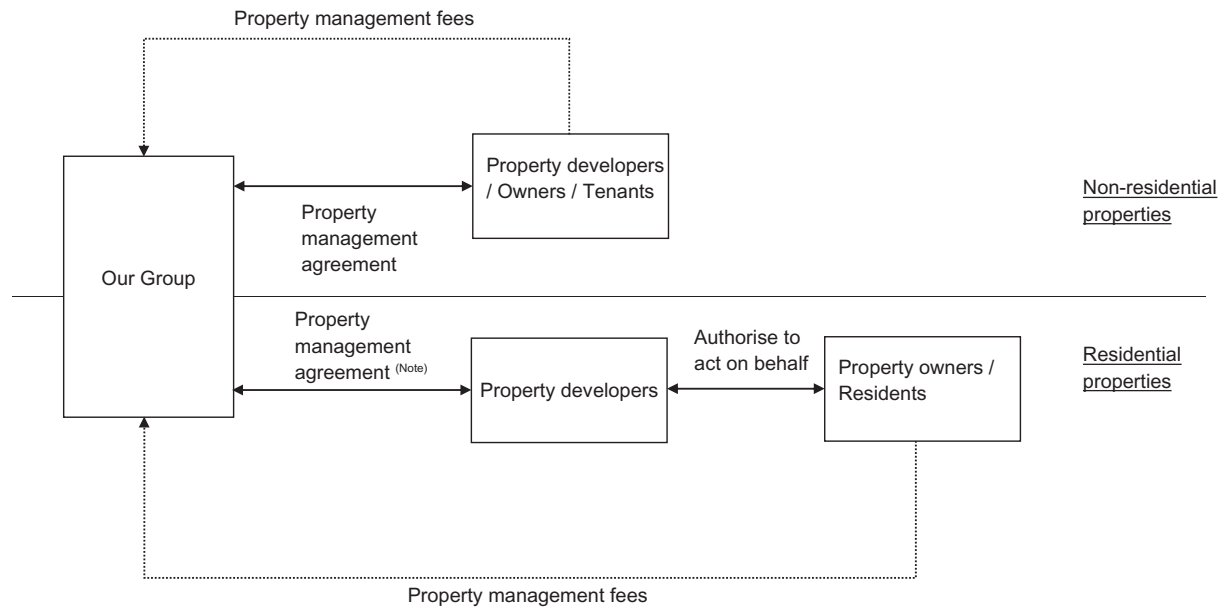 Property management fees
Property developers
/ Owners / Tenants
Non-residential
properties
Property
management
agreement
Our Group
Property
management
agreement (Note)
Property developers
Authorise to
act on behalf
Property owners /
Residents
Residential
properties
Property management fees